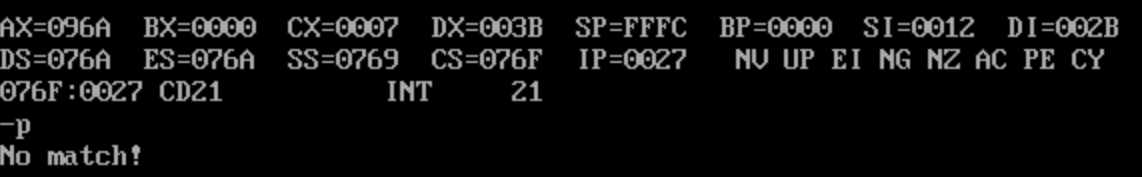 AX=096A  BX=0000  CX=0007  DX=003B  SP=FFFC  BP=0000  SI=0012  DI=002B
DS=076A  ES=076A  SS=0769  CS=076F  IP=0027   NV UP EI NG NZ AC PE CY
076F:0027 CD21          INT     21
-p
No match!